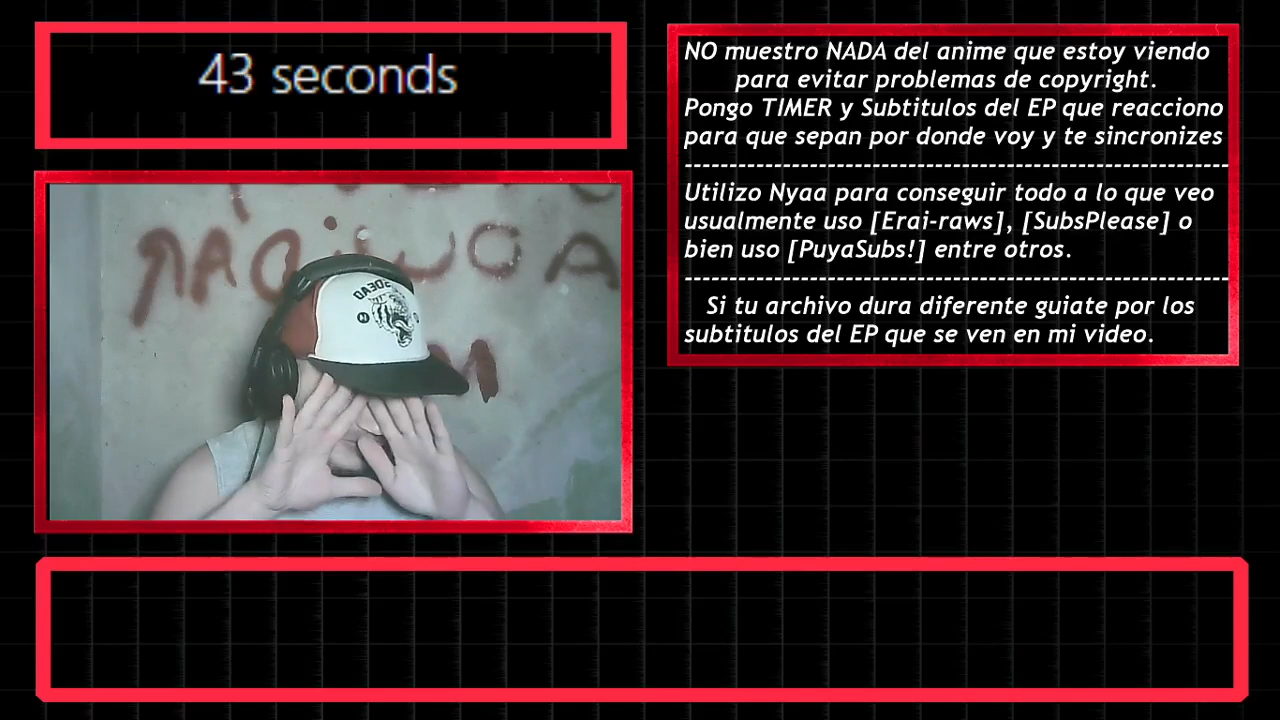 43 seconds
NO muestro NADA del anime que estoy viendo
para evitar problemas de copyright.
Pongo TIMER y Subtitulos del EP que reacciono
para que sepan por donde voy y te sincronizes
Utilizo Nyaa para conseguir todo a lo que veo
usualmente uso [Erai-raws], [SubsPlease] o
bien uso [PuyaSubs!] entre otros.
Si tu archivo dura diferente guiate por los
subtitulos del EP que se ven en mi video.